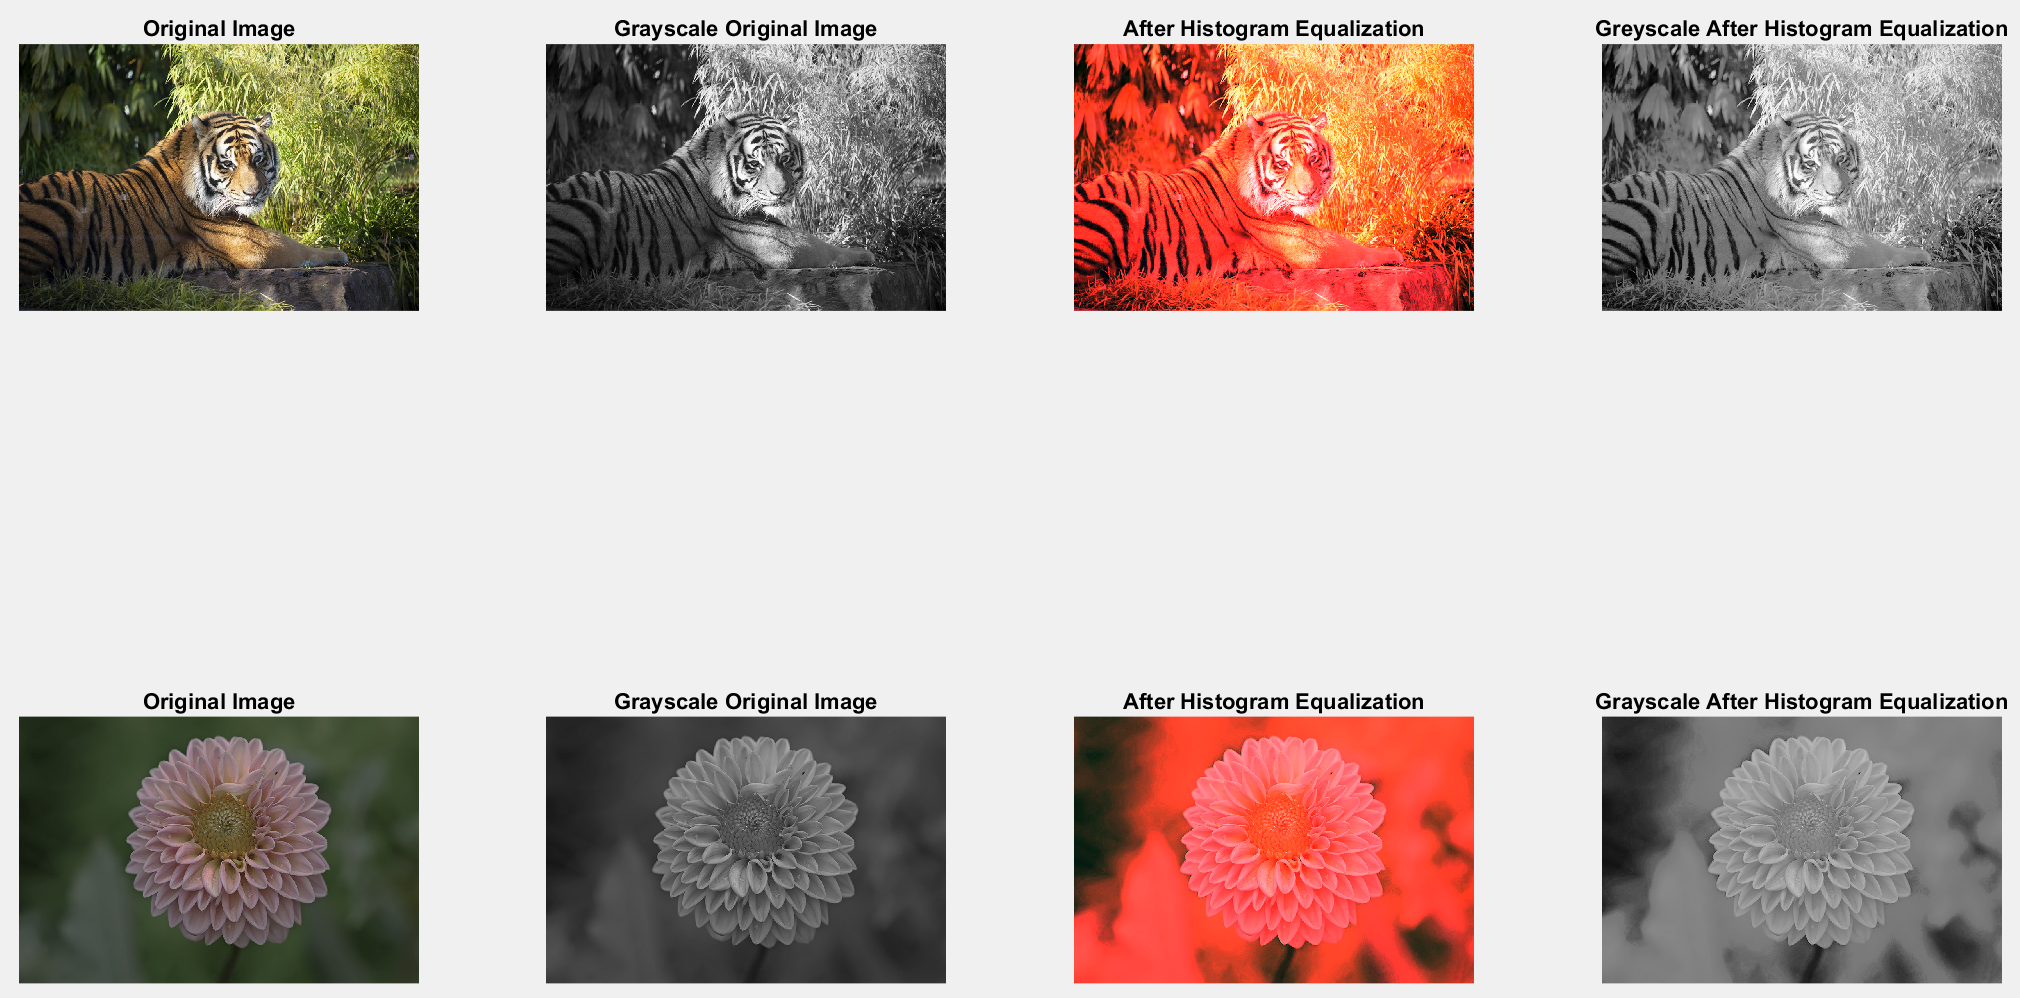 Original Image
Grayscale Original Image
After Histogram Equalization
Greyscale After Histogram Equalization
Original Image
Grayscale Original Image
After Histogram Equalization
Grayscale After Histogram Equalization